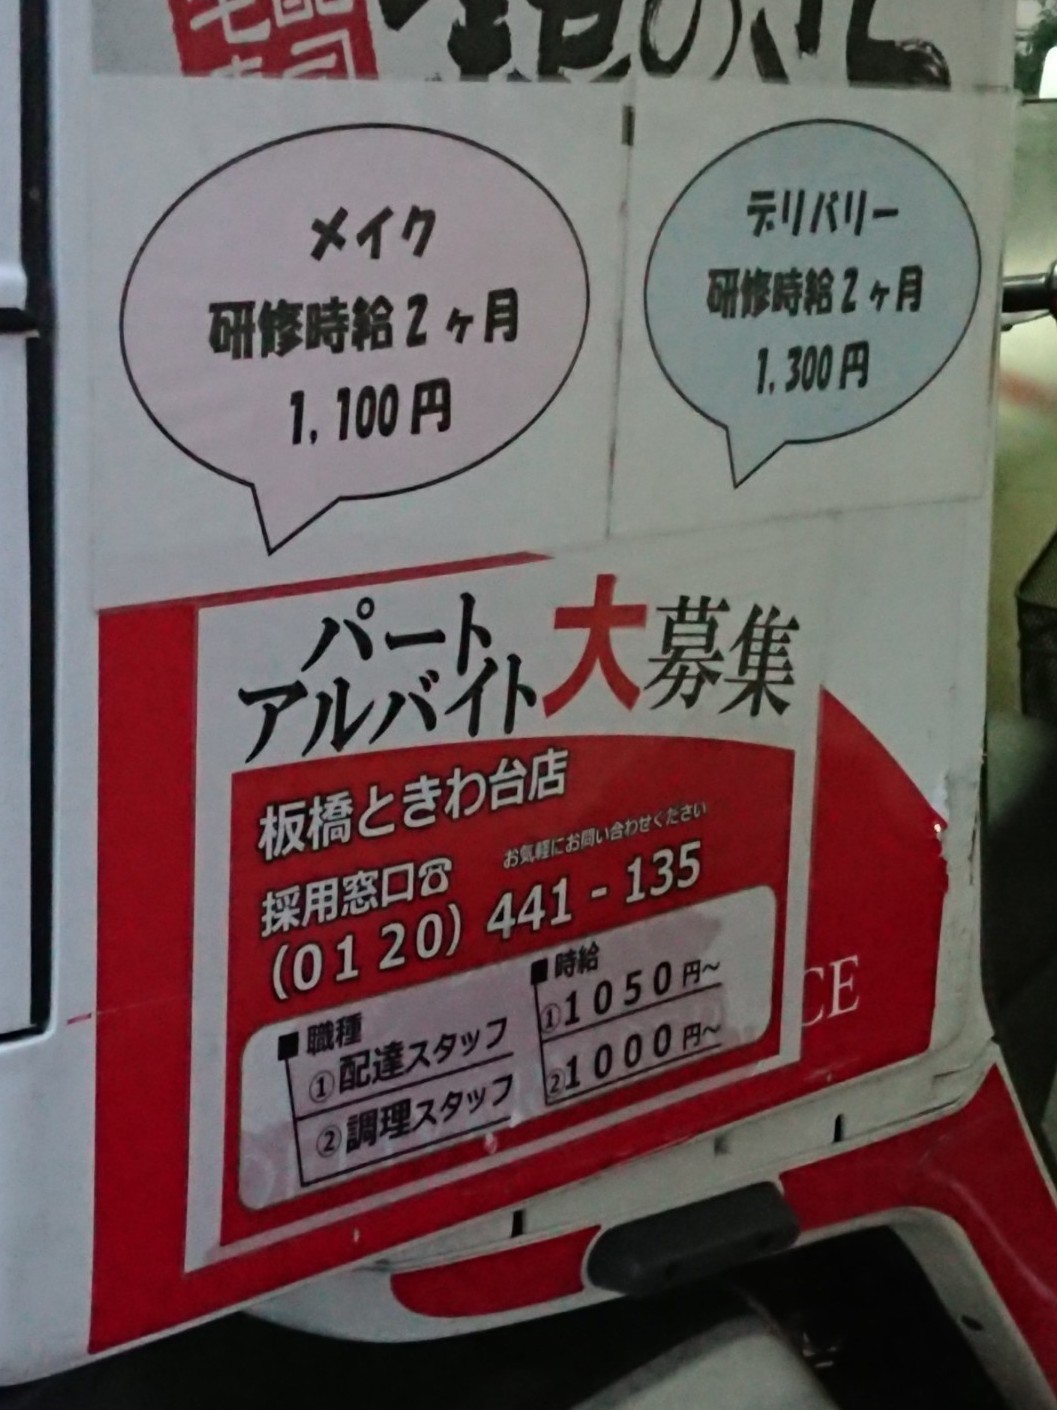 の
メイク
研修時給2ヶ月
1,100円
デリバリー
研修時給2ヶ月
1,300円
パート
アルバイト
大募集
板橋ときわ台店
お気軽にお問い合わせください
採用窓口☎
(0120) 441-135
■職種
①配達スタッフ
②調理スタッフ
■時給
①1050円～
②1000円～
CE